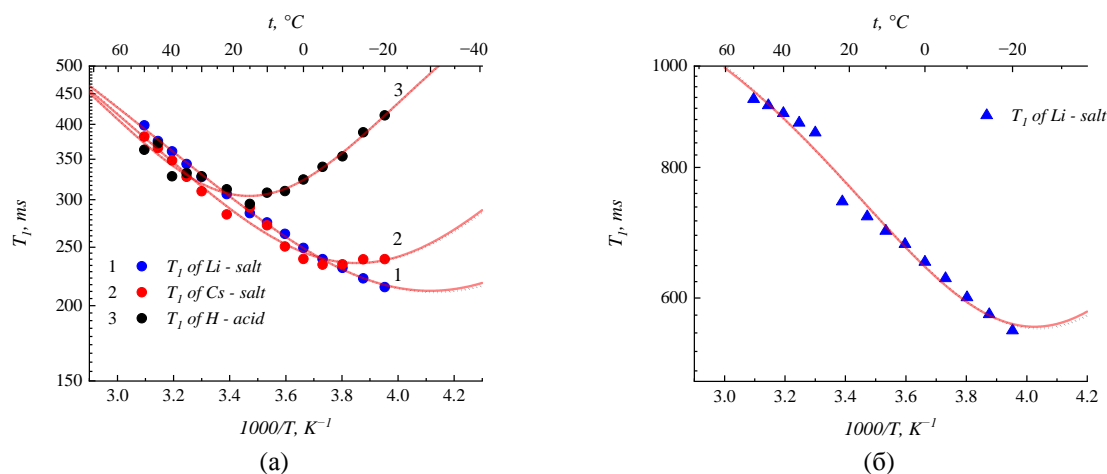 t, °C
60 40 20 0 −20 −40
500
450
400
350
300
250
200
150
T1, ms
3
2
1
1 T1 of Li - salt
2 T1 of Cs - salt
3 T1 of H - acid
3.0 3.2 3.4 3.6 3.8 4.0 4.2
1000/T, K−1
(а)
t, °C
60 40 20 0 −20
1000
800
600
T1, ms
T1 of Li - salt
3.0 3.2 3.4 3.6 3.8 4.0 4.2
1000/T, K−1
(б)